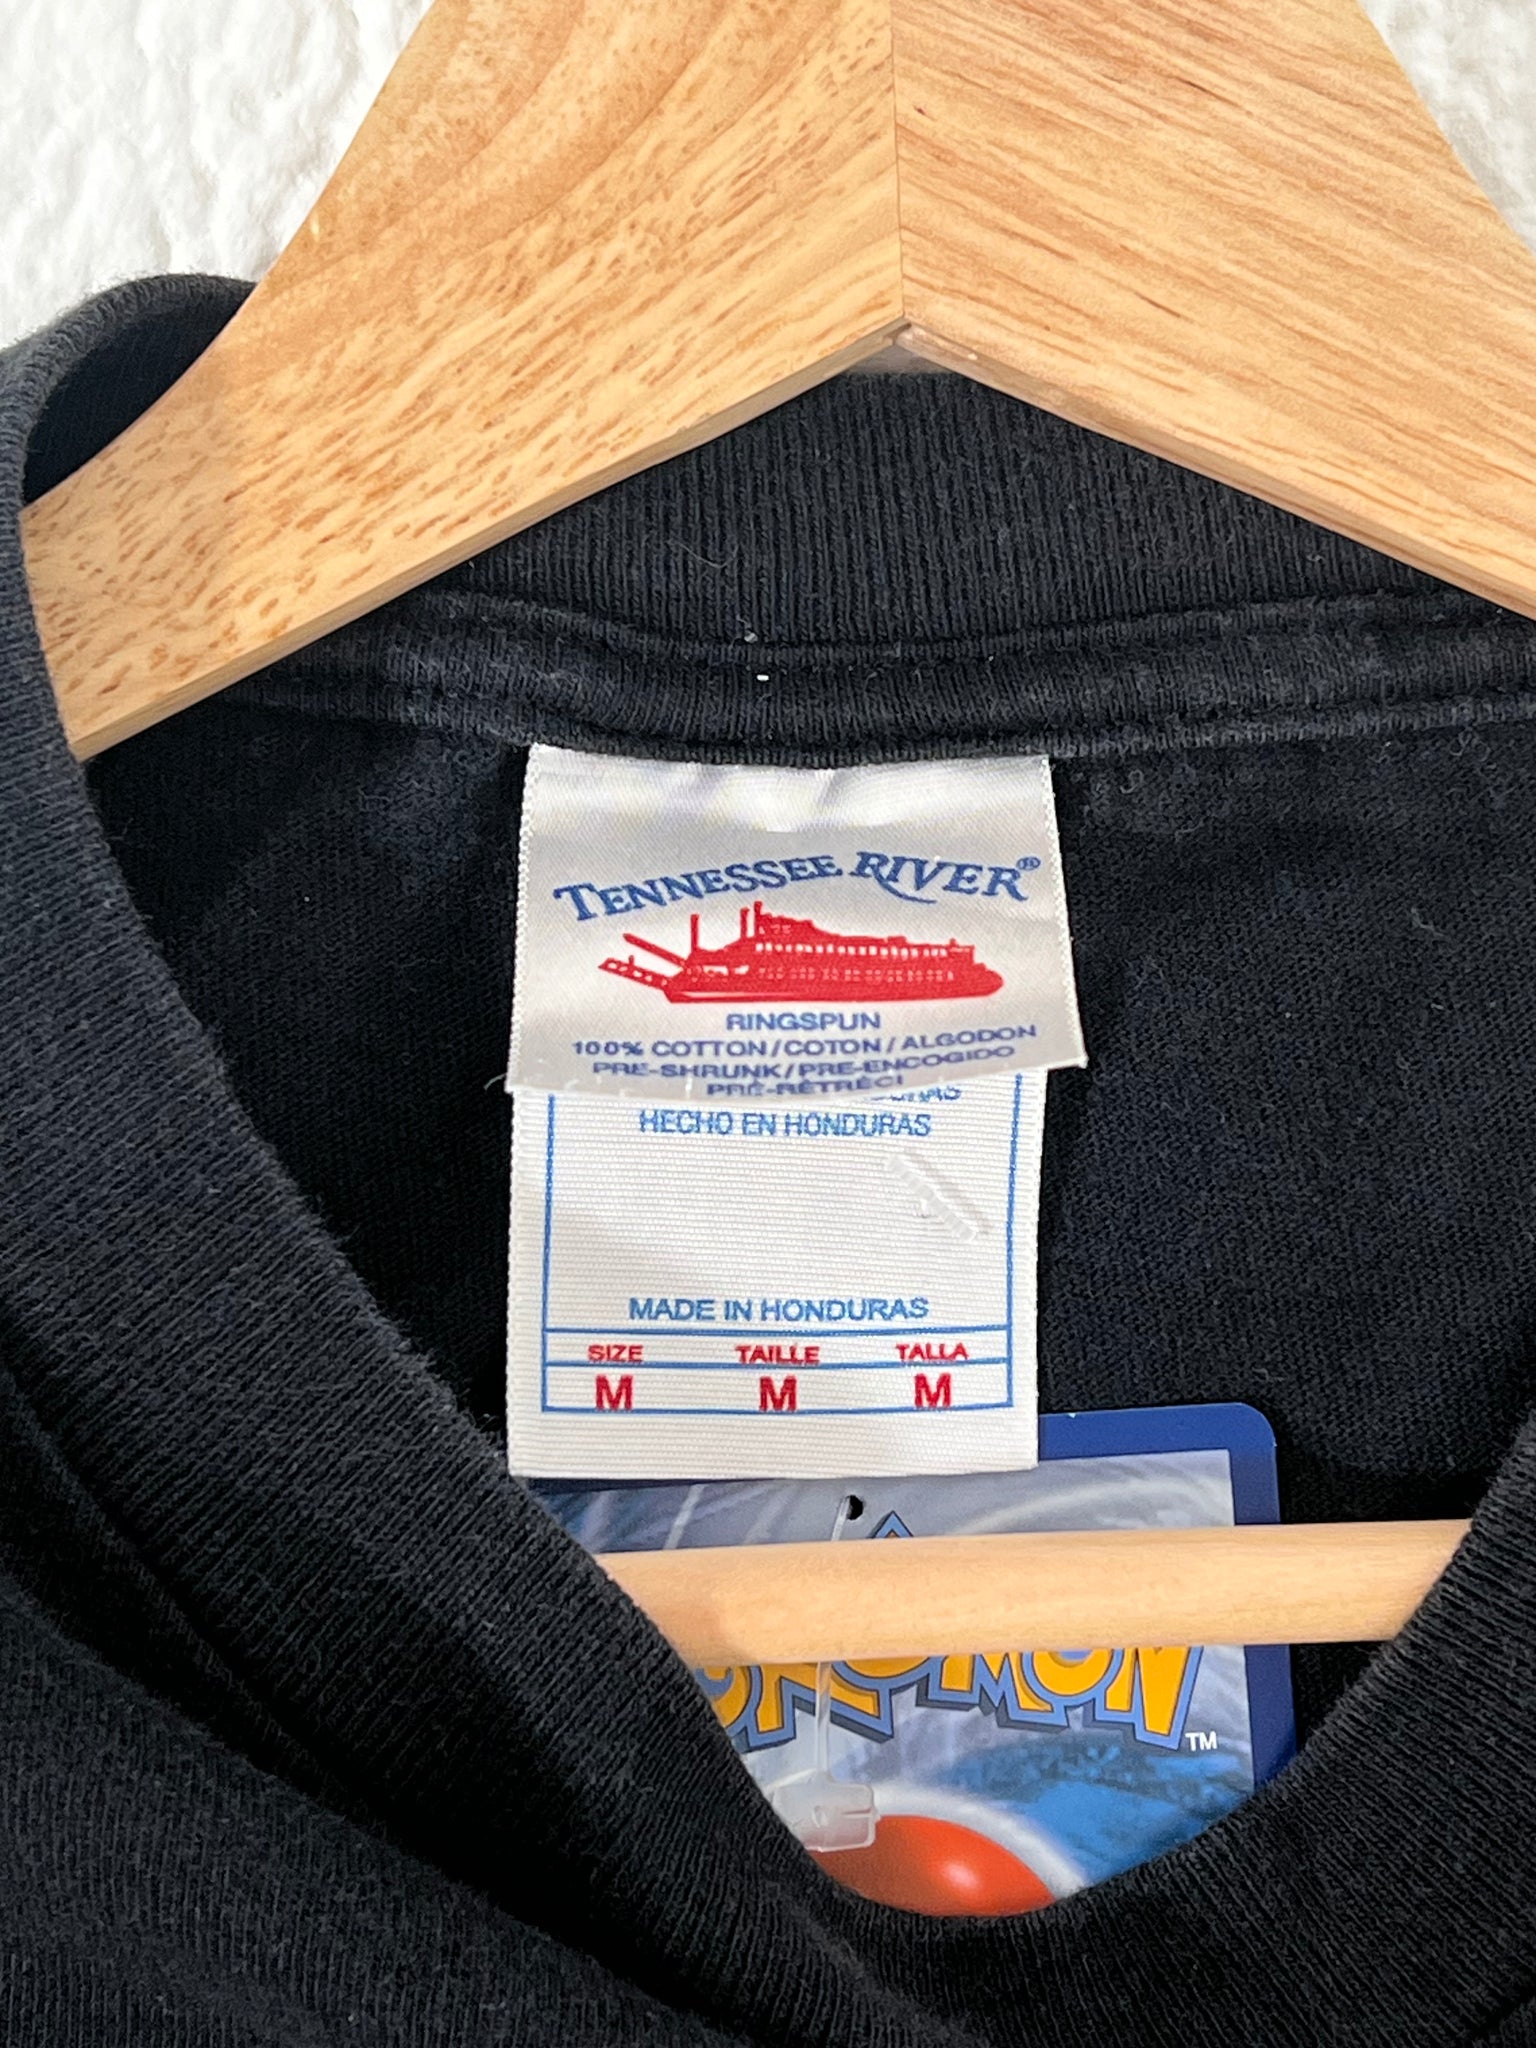 TENNESSEE RIVER®
RINGSPUN
100% COTTON/COTON/ALGODON
PRE-SHRUNK/PRE-ENCOGIDO
PRÉ-RÉTRÉCI
HECHO EN HONDURAS
MADE IN HONDURAS
SIZE TAILLE TALLA
M M M
POKéMON™